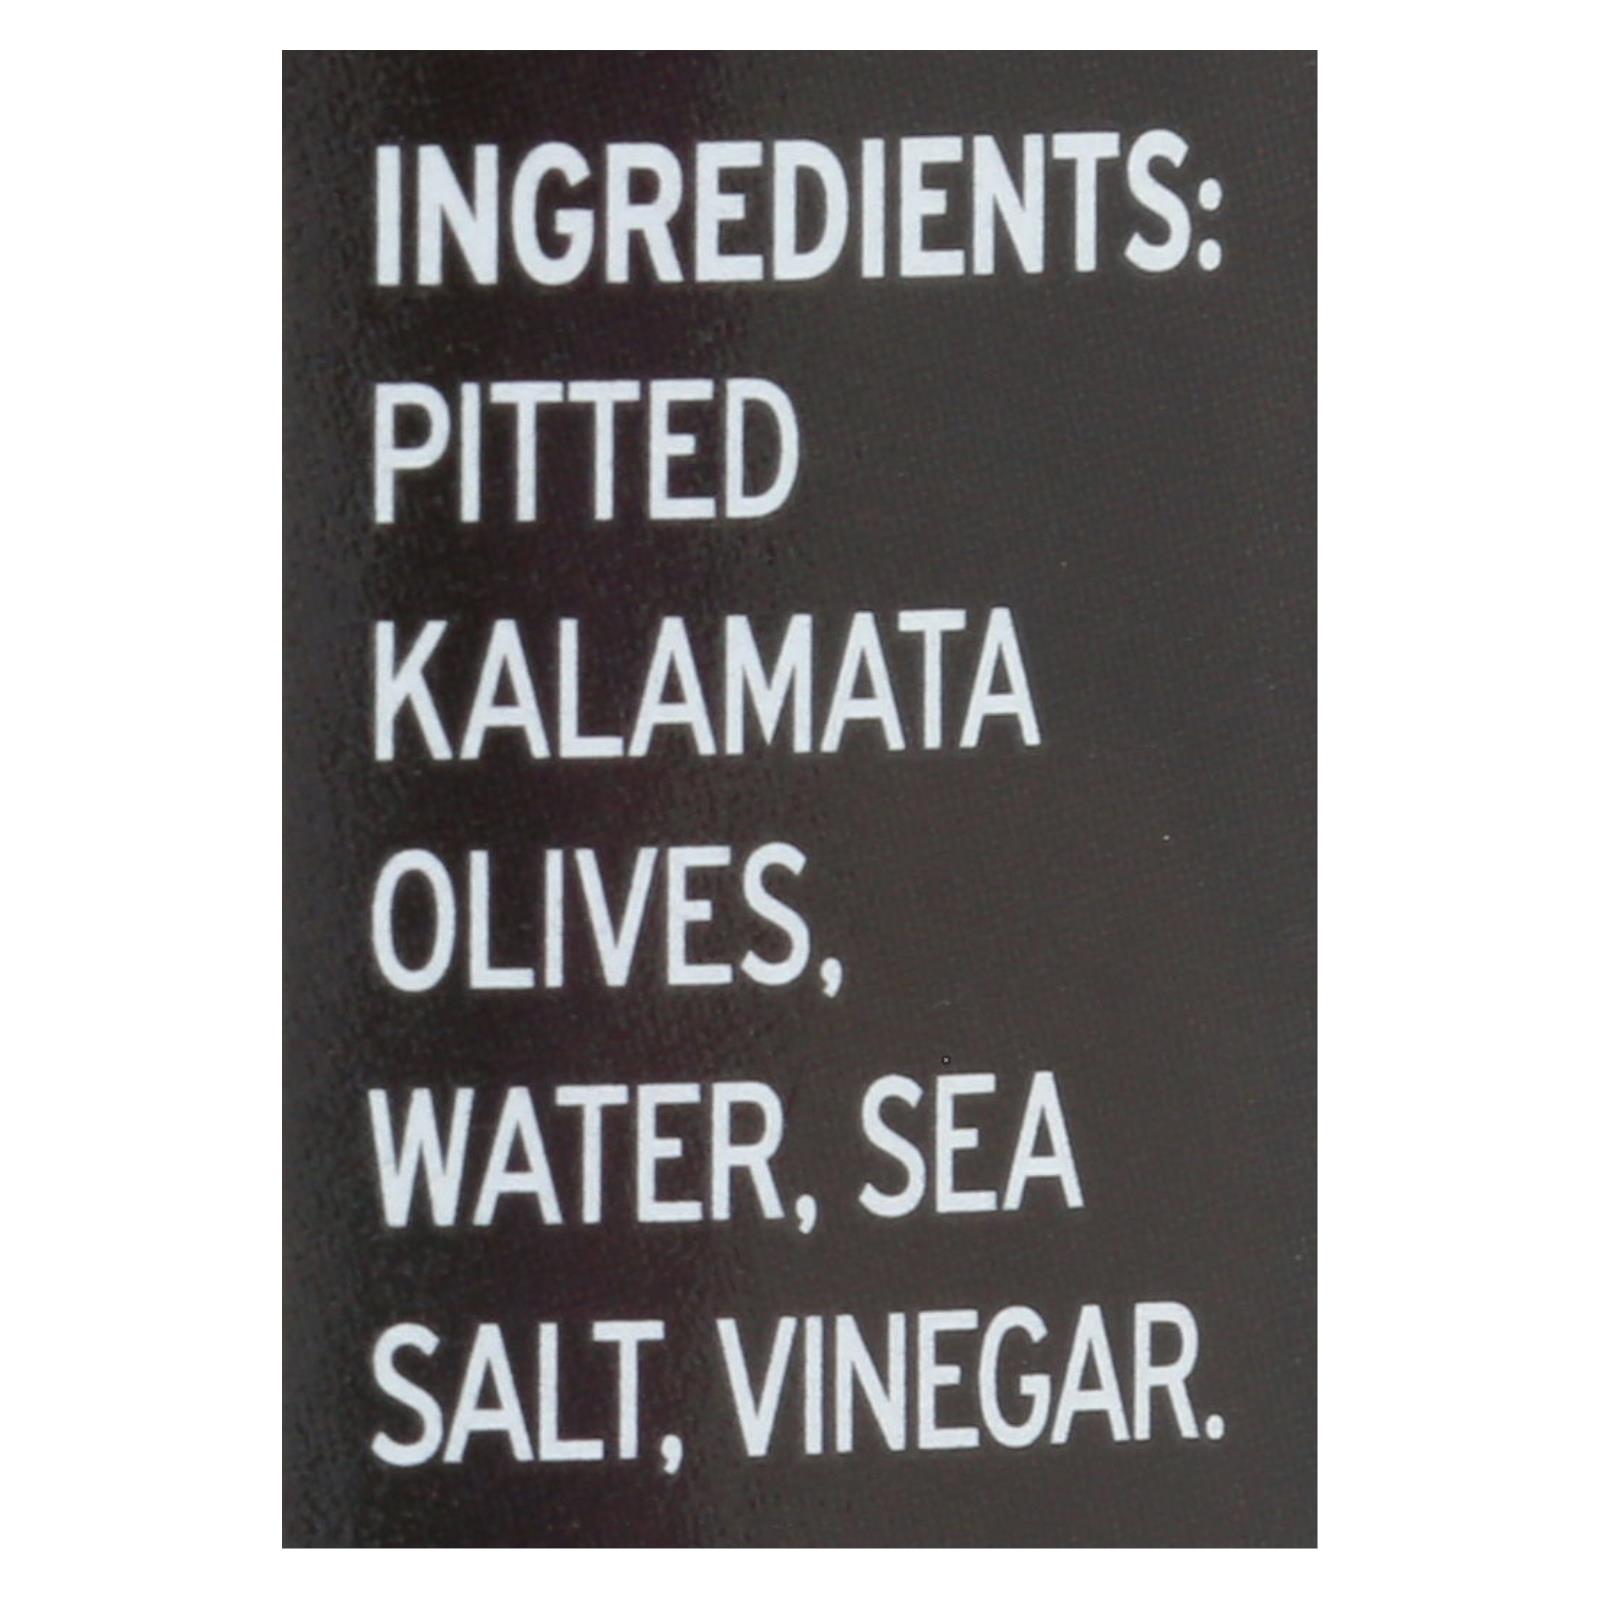 INGREDIENTS:
PITTED
KALAMATA
OLIVES,
WATER, SEA
SALT, VINEGAR.